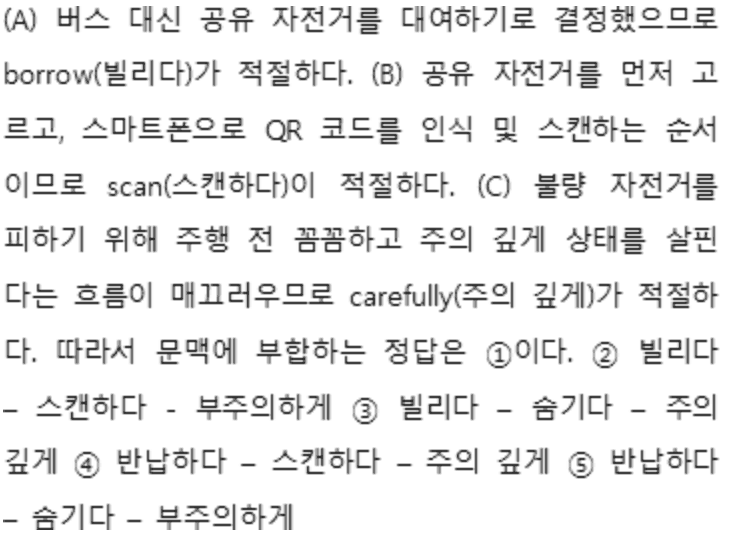 (A) 버스 대신 공유 자전거를 대여하기로 결정했으므로
borrow(빌리다)가 적절하다. (B) 공유 자전거를 먼저 고
르고, 스마트폰으로 QR 코드를 인식 및 스캔하는 순서
이므로 scan(스캔하다)이 적절하다. (C) 불량 자전거를
피하기 위해 주행 전 꼼꼼하고 주의 깊게 상태를 살핀
다는 흐름이 매끄러우므로 carefully(주의 깊게)가 적절하
다. 따라서 문맥에 부합하는 정답은 ①이다. ② 빌리다
– 스캔하다 - 부주의하게 ③ 빌리다 – 숨기다 – 주의
깊게 ④ 반납하다 – 스캔하다 – 주의 깊게 ⑤ 반납하다
– 숨기다 – 부주의하게